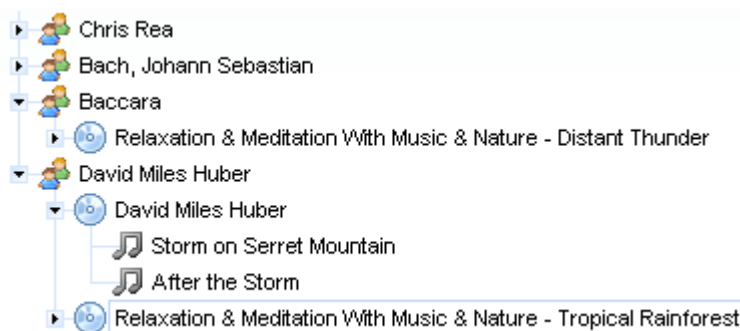 Chris Rea
Bach, Johann Sebastian
Baccara
Relaxation & Meditation With Music & Nature - Distant Thunder
David Miles Huber
David Miles Huber
Storm on Serret Mountain
After the Storm
Relaxation & Meditation With Music & Nature - Tropical Rainforest